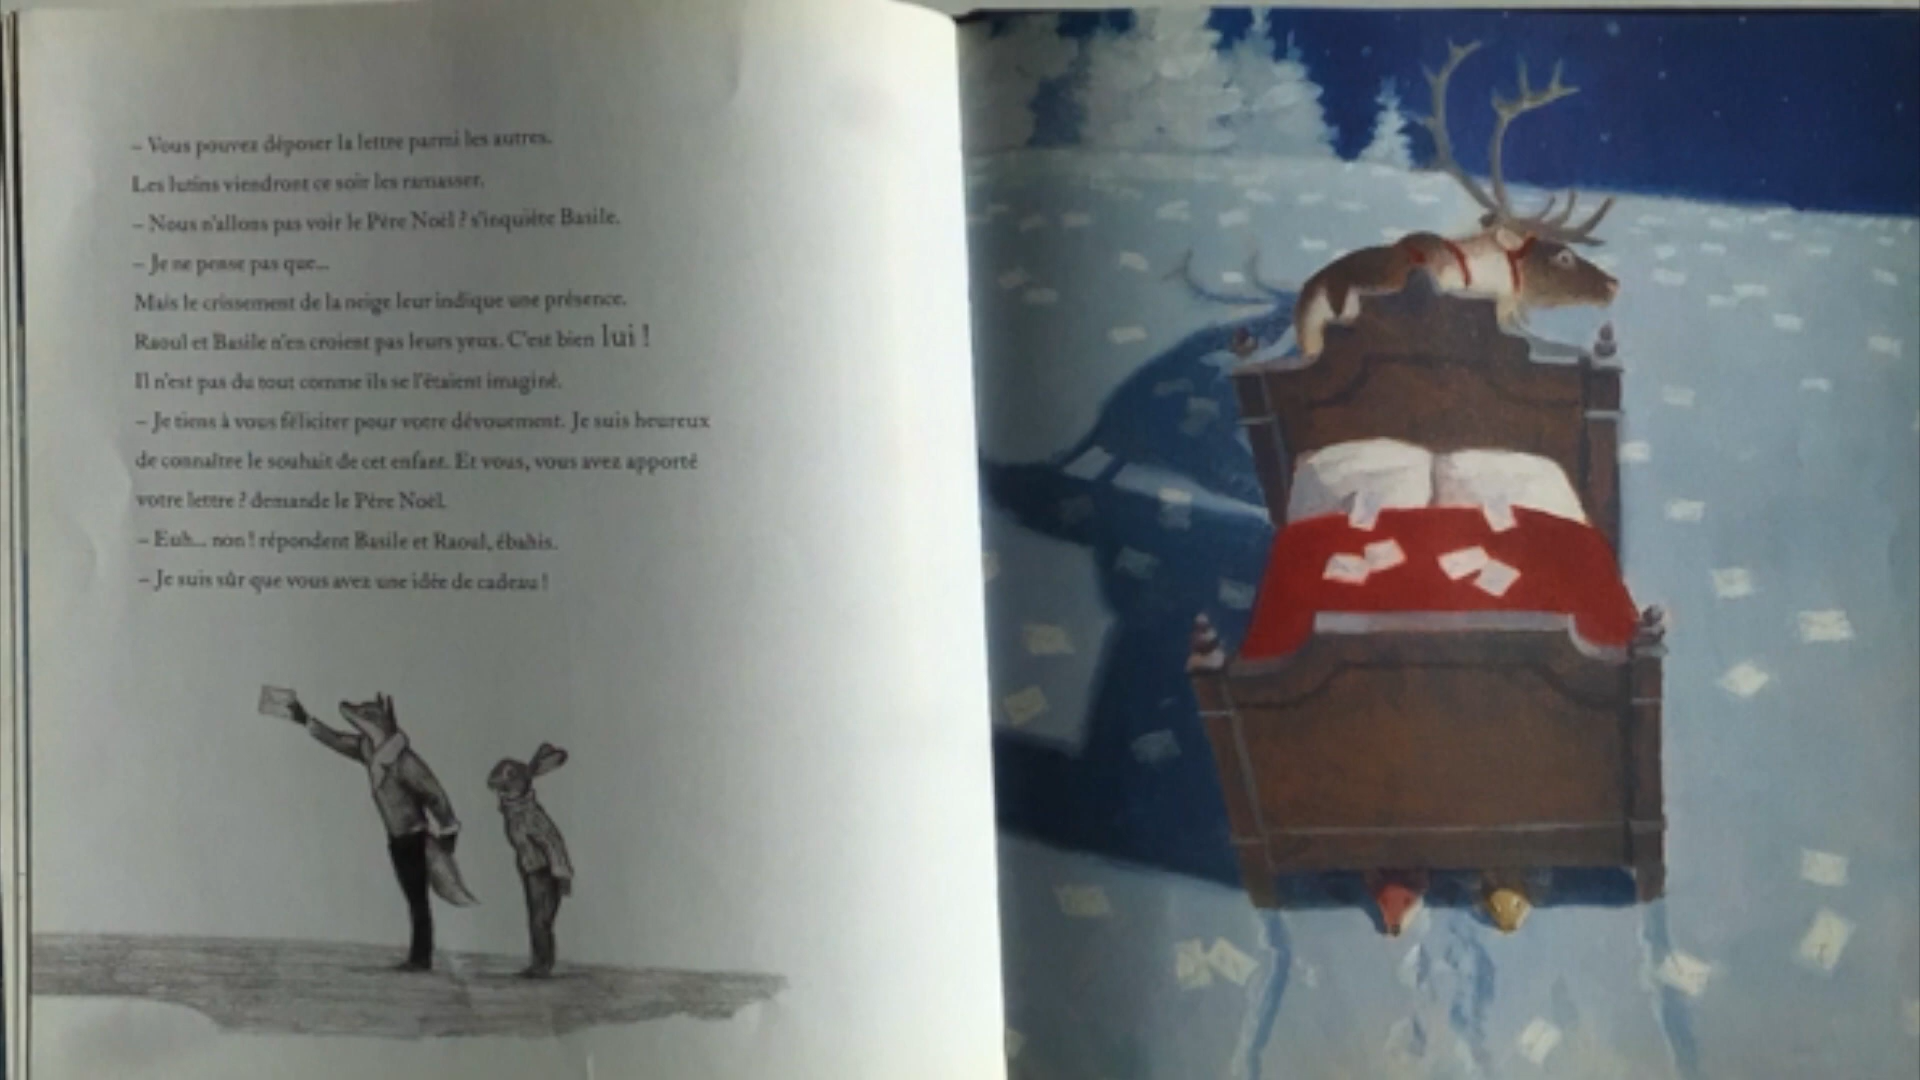 – Vous pouvez déposer la lettre parmi les autres.
Les lutins viendront ce soir les ramasser.
– Nous n'allons pas voir le Père Noël ? s'inquiète Basile.
– Je ne pense pas que...
Mais le crissement de la neige leur indique une présence.
Raoul et Basile n'en croient pas leurs yeux. C'est bien lui !
Il n'est pas du tout comme ils se l'étaient imaginé.
– Je tiens à vous féliciter pour votre dévouement. Je suis heureux
de connaître le souhait de cet enfant. Et vous, vous avez apporté
votre lettre ? demande le Père Noël.
– Euh... non ! répondent Basile et Raoul, ébahis.
– Je suis sûr que vous avez une idée de cadeau !